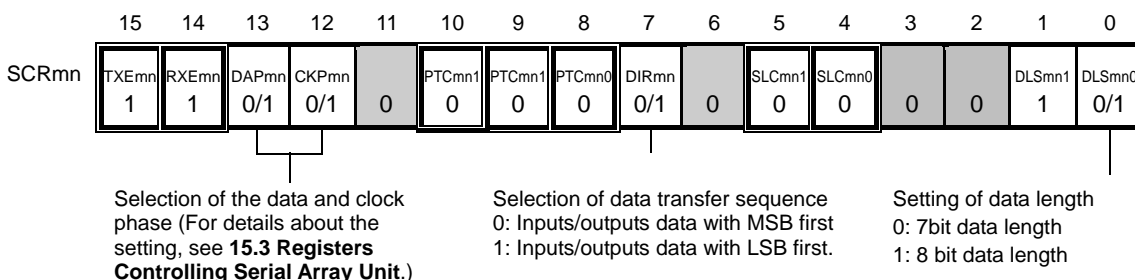 15 14 13 12 11 10 9 8 7 6 5 4 3 2 1 0
SCRmn TXEmn RXEmn DAPmn CKPmn PTCmn1 PTCmn1 PTCmn0 DIRmn SLCmn1 SLCmn0 DLSmn1 DLSmn0
1 1 0/1 0/1 0 0 0 0 0/1 0 0 0 0 0 1 0/1
Selection of the data and clock
phase (For details about the
setting, see 15.3 Registers
Controlling Serial Array Unit.)
Selection of data transfer sequence
0: Inputs/outputs data with MSB first
1: Inputs/outputs data with LSB first.
Setting of data length
0: 7bit data length
1: 8 bit data length